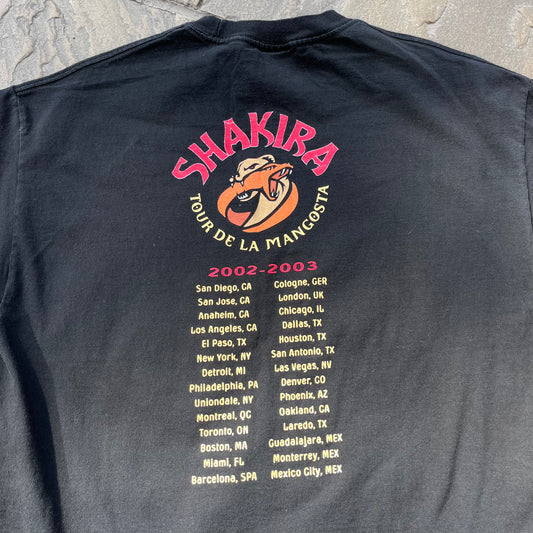 SHAKIRA
TOUR DE LA MANGOSTA
2002-2003
San Diego, CA
San Jose, CA
Anaheim, CA
Los Angeles, CA
El Paso, TX
New York, NY
Detroit, MI
Philadelphia, PA
Uniondale, NY
Montreal, QC
Toronto, ON
Boston, MA
Miami, FL
Barcelona, SPA
Cologne, GER
London, UK
Chicago, IL
Dallas, TX
Houston, TX
San Antonio, TX
Las Vegas, NV
Denver, CO
Phoenix, AZ
Oakland, CA
Laredo, TX
Guadalajara, MEX
Monterrey, MEX
Mexico City, MEX